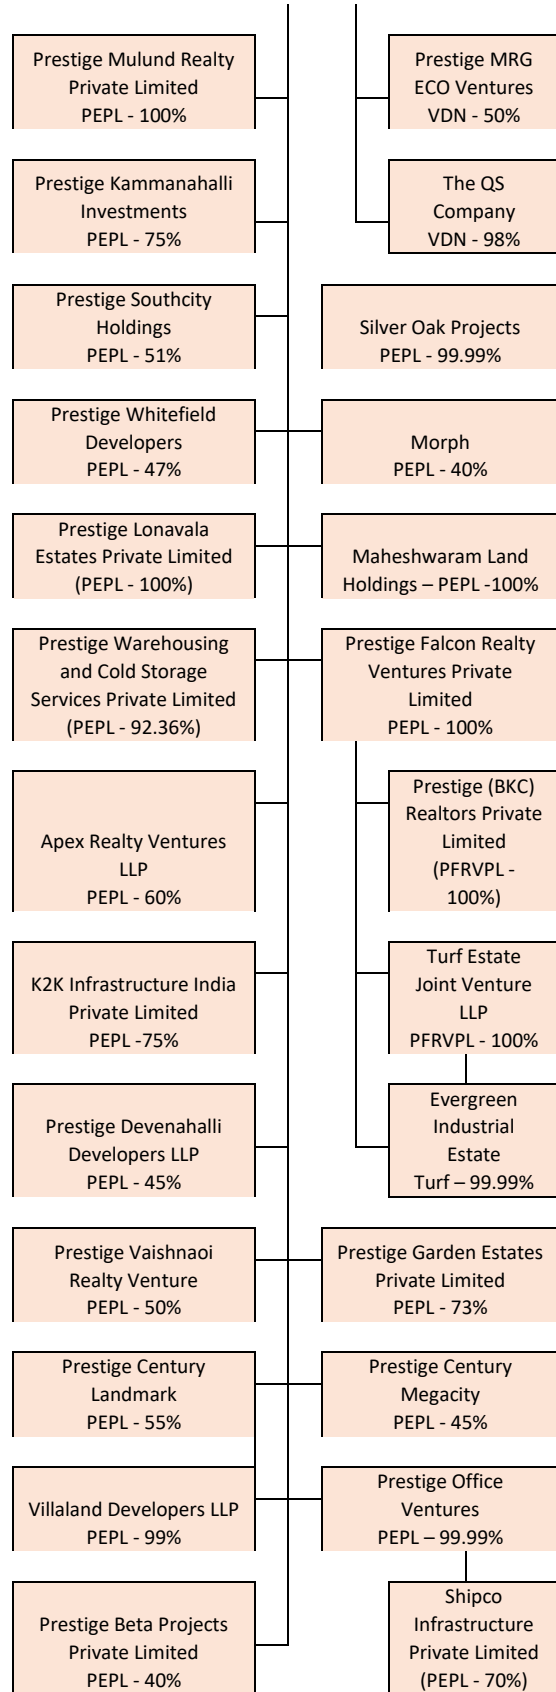 Prestige Mulund Realty
Private Limited
PEPL - 100%
Prestige MRG
ECO Ventures
VDN - 50%
Prestige Kammanahalli
Investments
PEPL - 75%
The QS
Company
VDN - 98%
Prestige Southcity
Holdings
PEPL - 51%
Silver Oak Projects
PEPL - 99.99%
Prestige Whitefield
Developers
PEPL - 47%
Morph
PEPL - 40%
Prestige Lonavala
Estates Private Limited
(PEPL - 100%)
Maheshwaram Land
Holdings – PEPL -100%
Prestige Warehousing
and Cold Storage
Services Private Limited
(PEPL - 92.36%)
Prestige Falcon Realty
Ventures Private
Limited
PEPL - 100%
Apex Realty Ventures
LLP
PEPL - 60%
Prestige (BKC)
Realtors Private
Limited
(PFRVPL -
100%)
K2K Infrastructure India
Private Limited
PEPL -75%
Turf Estate
Joint Venture
LLP
PFRVPL - 100%
Prestige Devenahalli
Developers LLP
PEPL - 45%
Evergreen
Industrial
Estate
Turf – 99.99%
Prestige Vaishnaoi
Realty Venture
PEPL - 50%
Prestige Garden Estates
Private Limited
PEPL - 73%
Prestige Century
Landmark
PEPL - 55%
Prestige Century
Megacity
PEPL - 45%
Villaland Developers LLP
PEPL - 99%
Prestige Office
Ventures
PEPL – 99.99%
Prestige Beta Projects
Private Limited
PEPL - 40%
Shipco
Infrastructure
Private Limited
(PEPL - 70%)